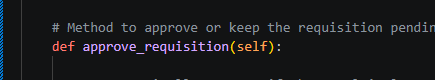 # Method to approve or keep the requisition pendin
def approve_requisition(self):